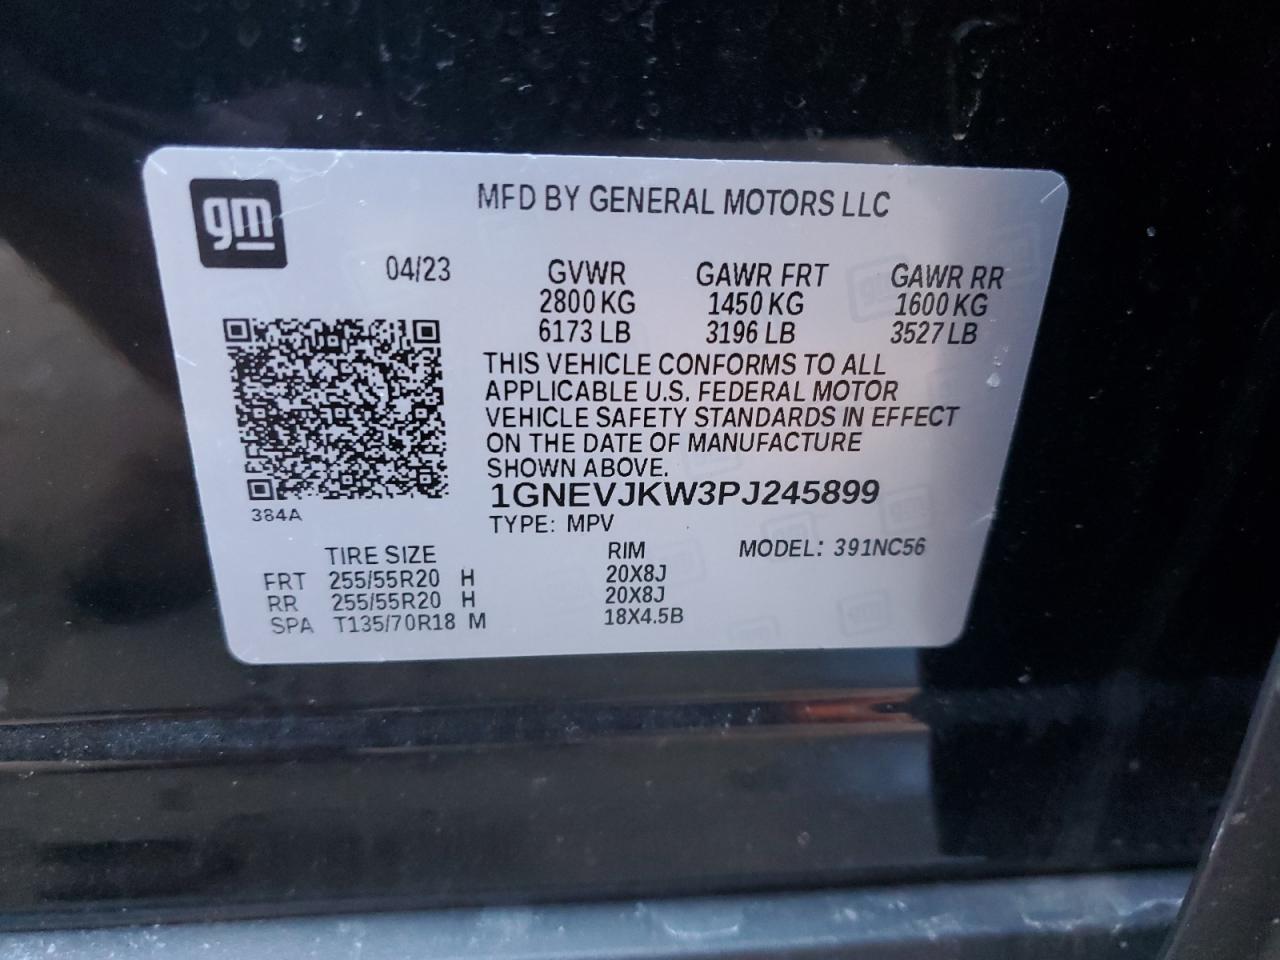 gm
MFD BY GENERAL MOTORS LLC
04/23 GVWR GAWR FRT GAWR RR
2800 KG 1450 KG 1600 KG
6173 LB 3196 LB 3527 LB
THIS VEHICLE CONFORMS TO ALL
APPLICABLE U.S. FEDERAL MOTOR
VEHICLE SAFETY STANDARDS IN EFFECT
ON THE DATE OF MANUFACTURE
SHOWN ABOVE.
1GNEVJKW3PJ245899
384A
TYPE: MPV
TIRE SIZE RIM MODEL: 391NC56
FRT 255/55R20 H 20X8J
RR 255/55R20 H 20X8J
SPA T135/70R18 M 18X4.5B